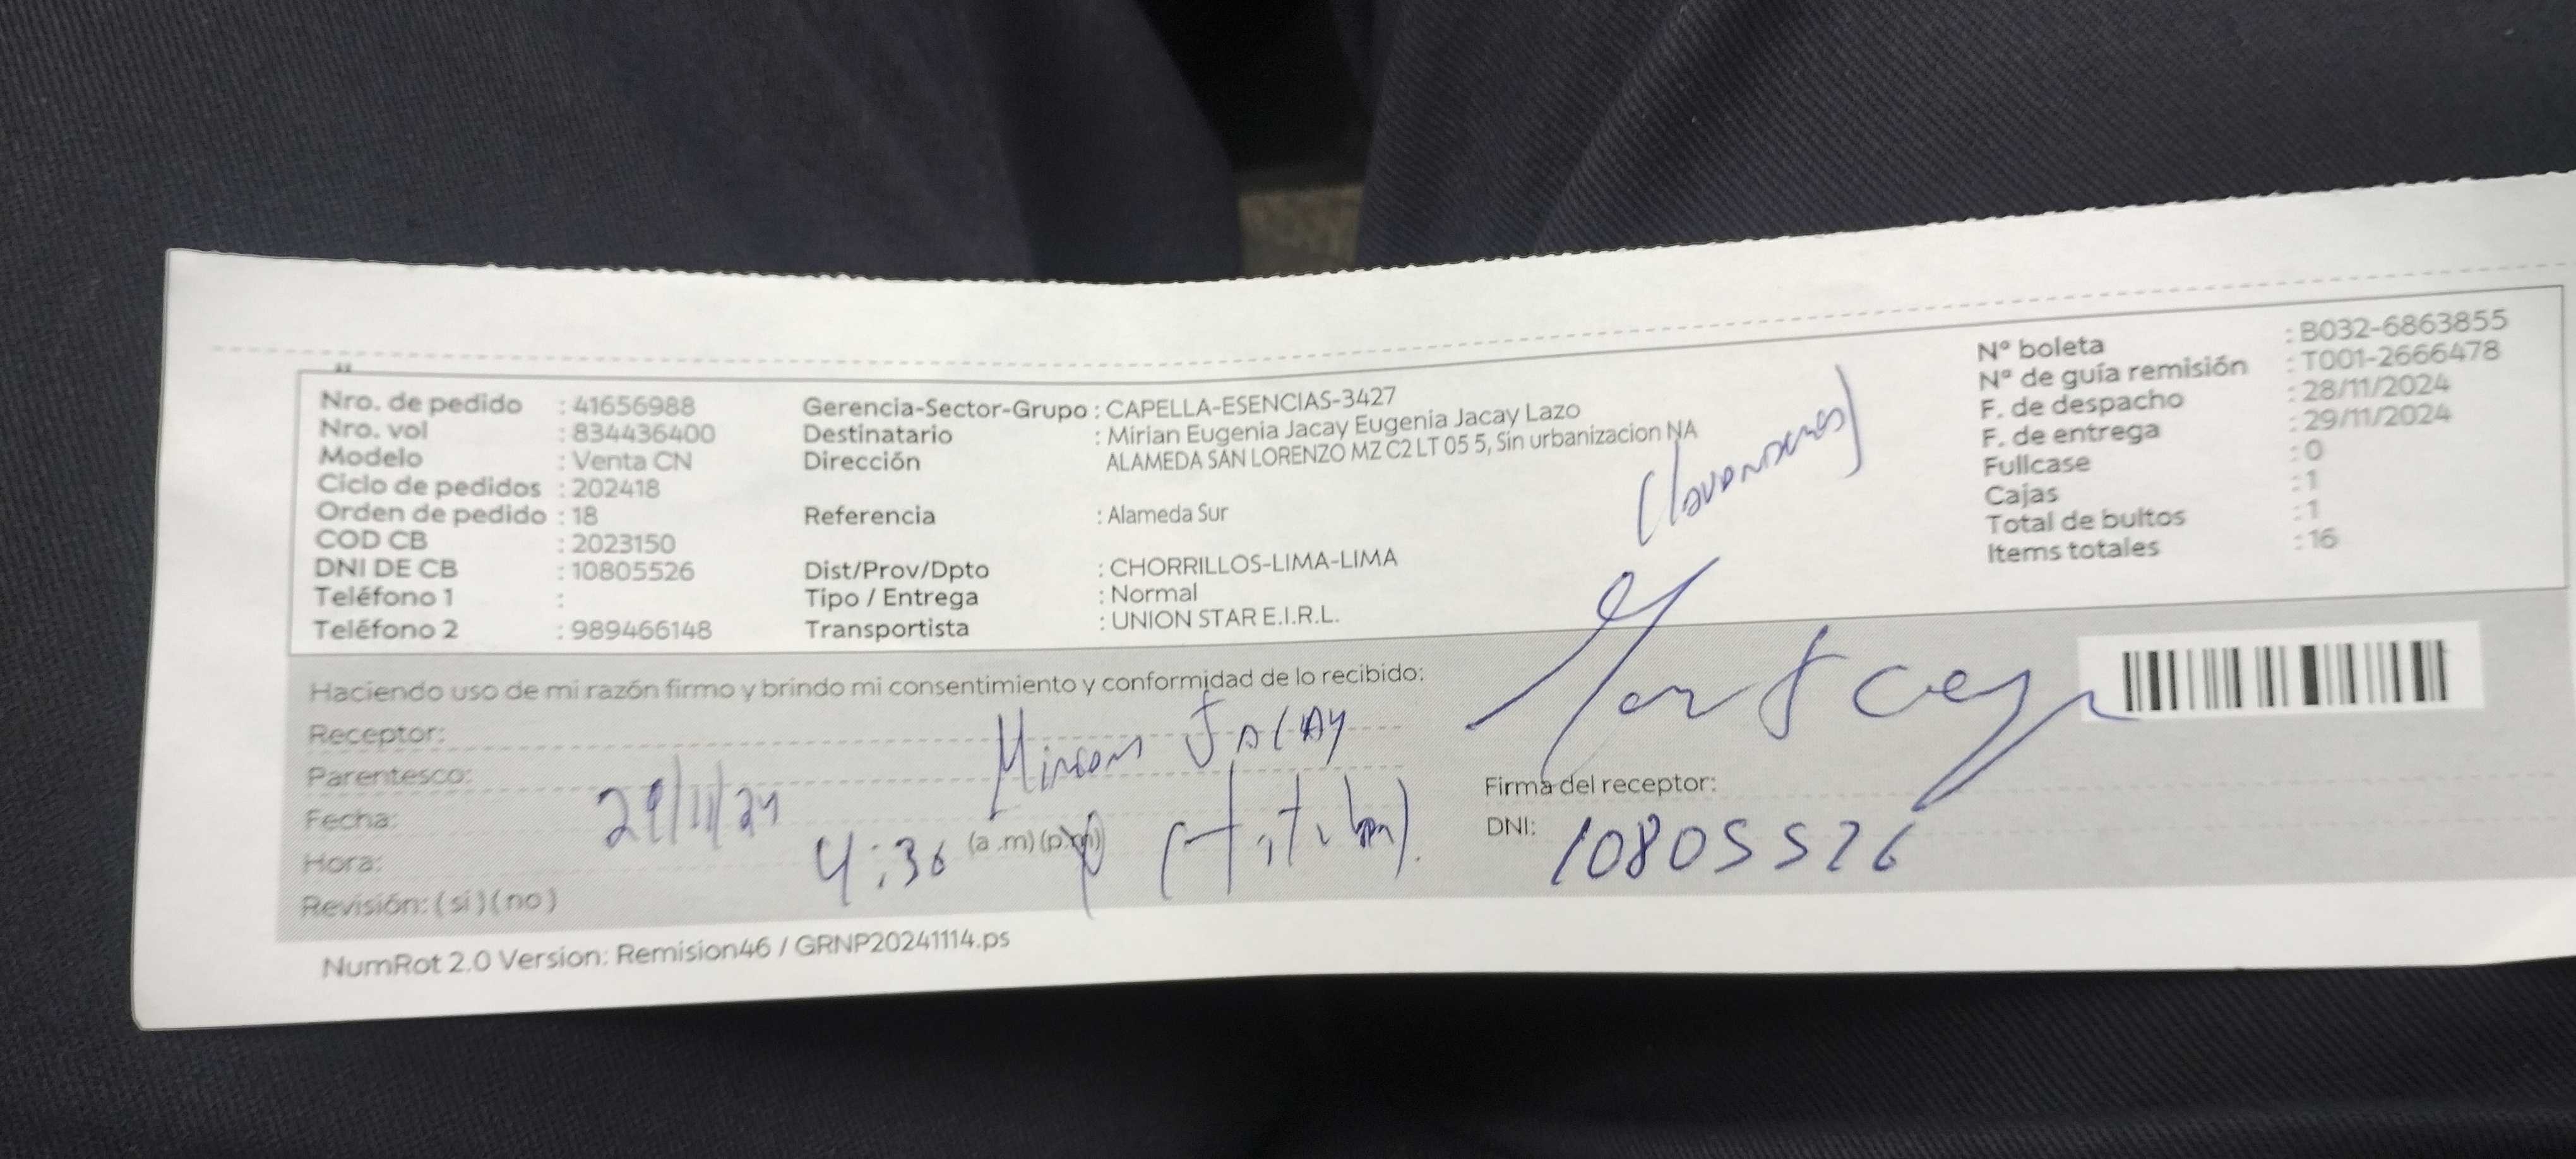 Nro. de pedido : 41656988
Nro. vol : 834436400
Modelo : Venta CN
Ciclo de pedidos : 202418
Orden de pedido : 18
COD CB : 2023150
DNI DE CB : 10805526
Teléfono 1 :
Teléfono 2 : 989466148
Gerencia-Sector-Grupo : CAPELLA-ESENCIAS-3427
Destinatario : Mirian Eugenia Jacay Eugenia Jacay Lazo
Dirección ALAMEDA SAN LORENZO MZ C2 LT 05 5, Sin urbanizacion NA
Referencia : Alameda Sur
Dist/Prov/Dpto : CHORRILLOS-LIMA-LIMA
Tipo / Entrega : Normal
Transportista : UNION STAR E.I.R.L.
N° boleta : B032-6863855
N° de guía remisión : T001-2666478
F. de despacho : 28/11/2024
F. de entrega : 29/11/2024
Fullcase : 0
Cajas : 1
Total de bultos : 1
Items totales : 16
Haciendo uso de mi razón firmo y brindo mi consentimiento y conformidad de lo recibido:
Receptor: Jacay
Parentesco:
Fecha: 29/11/24
Hora: 4:30 (a .m) (p.m)
Revisión: (si) (no)
Firma del receptor:
DNI: 10805526
NumRot 2.0 Version: Remision46 / GRNP20241114.ps